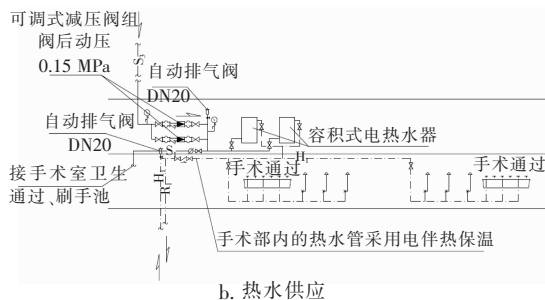 可调式减压阀组
阀后动压
0.15 MPa
自动排气阀
DN20
自动排气阀
DN20
容积式电热水器
接手术室卫生
通过、刷手池
手术通过
手术通过
手术部内的热水管采用电伴热保温
b. 热水供应